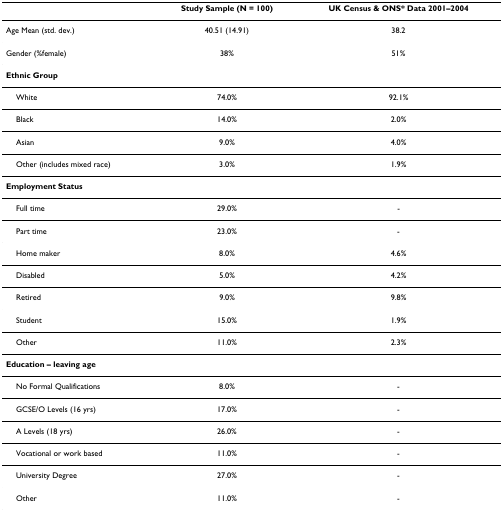 Study Sample (N = 100) UK Census & ONS* Data 2001–2004
Age Mean (std. dev.) 40.51 (14.91) 38.2
Gender (%female) 38% 51%
Ethnic Group
White 74.0% 92.1%
Black 14.0% 2.0%
Asian 9.0% 4.0%
Other (includes mixed race) 3.0% 1.9%
Employment Status
Full time 29.0% -
Part time 23.0% -
Home maker 8.0% 4.6%
Disabled 5.0% 4.2%
Retired 9.0% 9.8%
Student 15.0% 1.9%
Other 11.0% 2.3%
Education – leaving age
No Formal Qualifications 8.0% -
GCSE/O Levels (16 yrs) 17.0% -
A Levels (18 yrs) 26.0% -
Vocational or work based 11.0% -
University Degree 27.0% -
Other 11.0% -